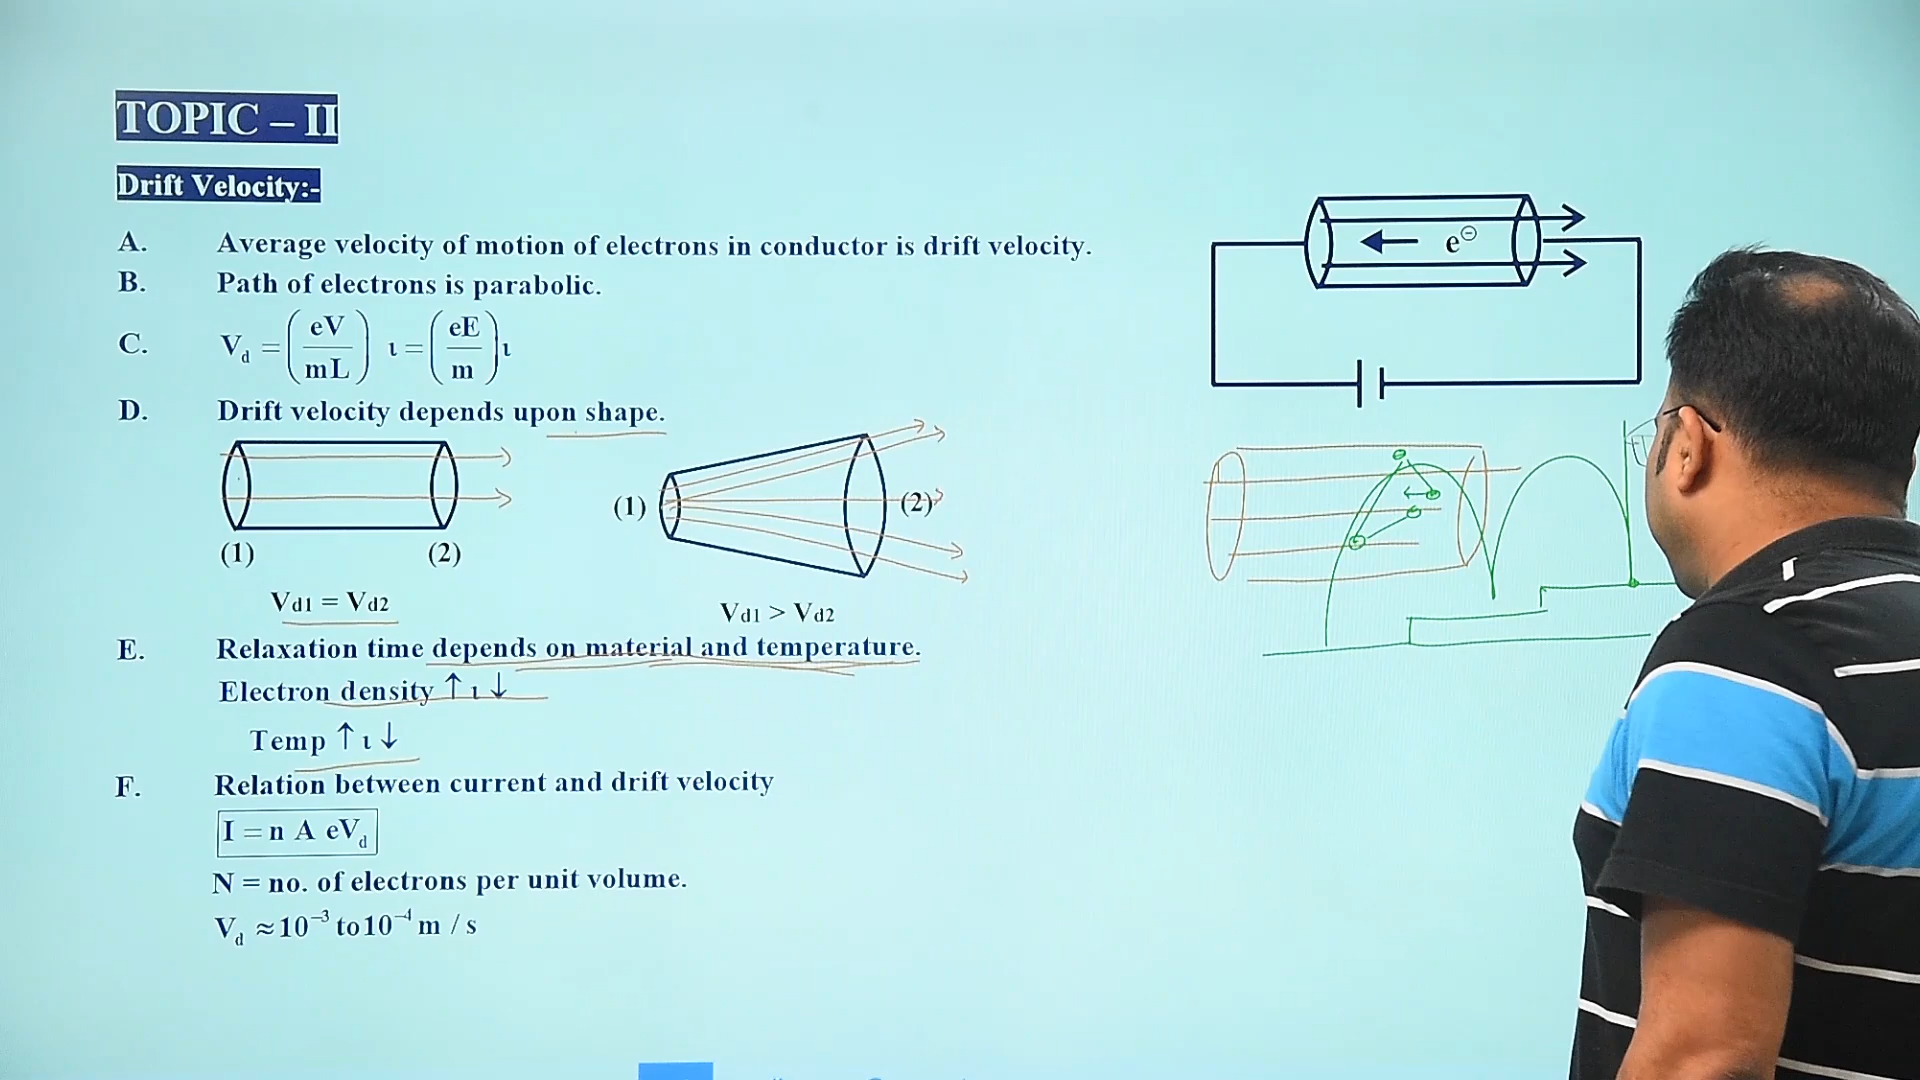 TOPIC – II
Drift Velocity:-
A. Average velocity of motion of electrons in conductor is drift velocity.
B. Path of electrons is parabolic.
C. Vd = (eV/mL) ι = (eE/m)ι
D. Drift velocity depends upon shape.
e⊖
(1) (2)
(1) (2)
Vd1 = Vd2
Vd1 > Vd2
E. Relaxation time depends on material and temperature.
Electron density ↑ ι ↓
Temp ↑ ι ↓
F. Relation between current and drift velocity
I = n A eVd
N = no. of electrons per unit volume.
Vd ≈ 10⁻³ to 10⁻⁴ m / s